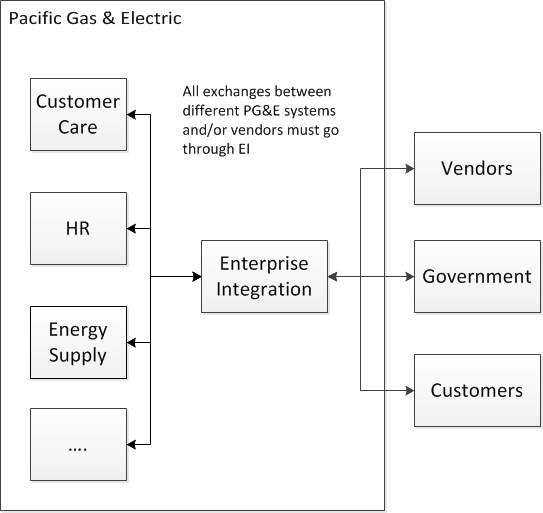 Pacific Gas & Electric
Customer
Care
All exchanges between
different PG&E systems
and/or vendors must go
through EI
HR
Enterprise
Integration
Energy
Supply
....
Vendors
Government
Customers